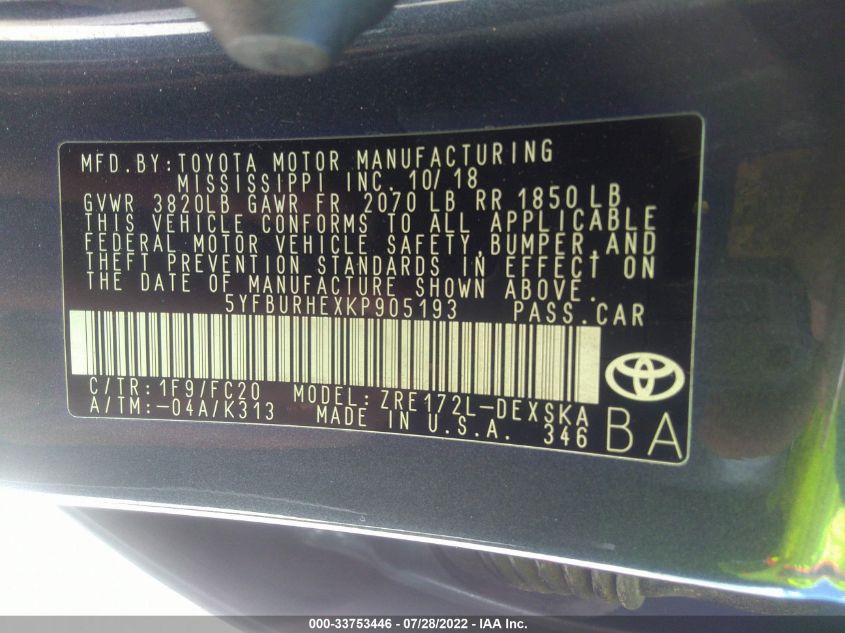 MFD.BY:TOYOTA MOTOR MANUFACTURING
MISSISSIPPI INC. 10/18
GVWR 3820LB GAWR FR 2070 LB RR 1850 LB
THIS VEHICLE CONFORMS TO ALL APPLICABLE
FEDERAL MOTOR VEHICLE SAFETY, BUMPER, AND
THEFT PREVENTION STANDARDS IN EFFECT ON
THE DATE OF MANUFACTURE SHOWN ABOVE.
5YFBURHEXKP905193 PASS.CAR
C/TR:1F9/FC20 MODEL:ZRE172L-DEXSKA
A/TM:-04A/K313 MADE IN U.S.A. 346
BA
000-33753446 - 07/28/2022 - IAA Inc.